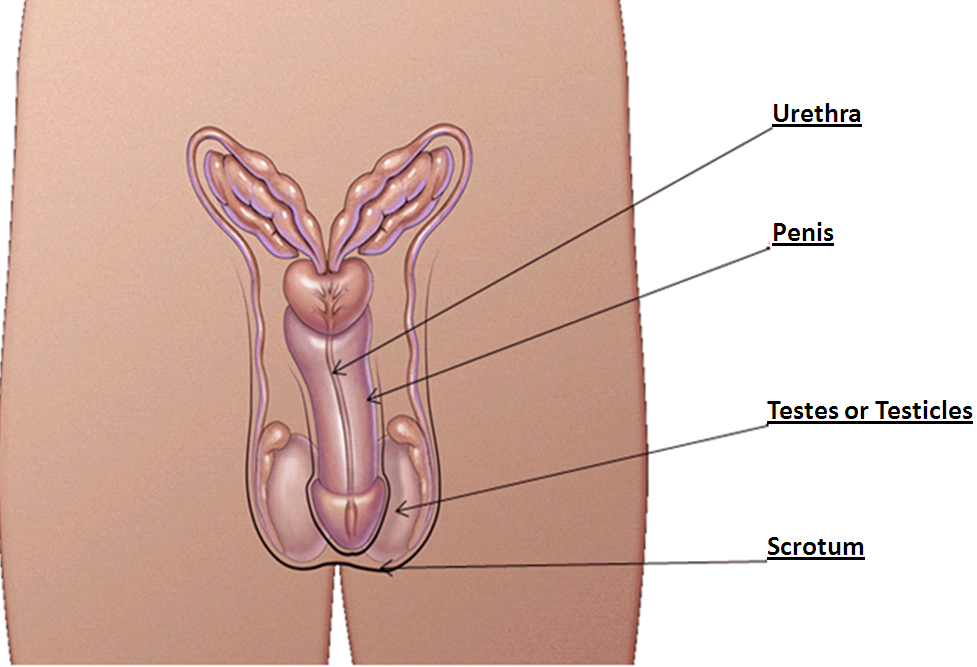 Urethra
Penis
Testes or Testicles
Scrotum